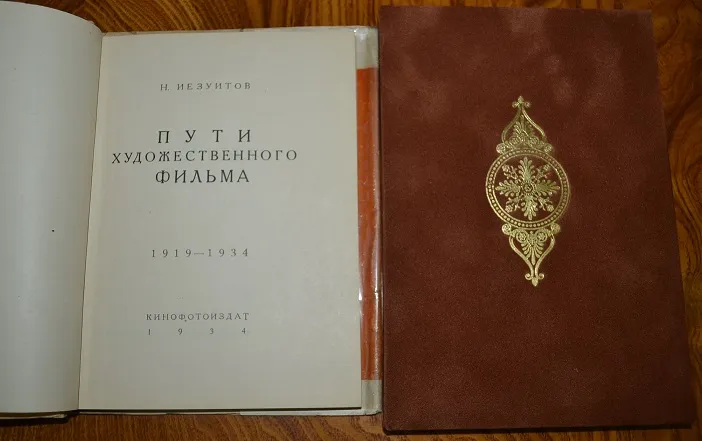 Н. ИЕЗУИТОВ
ПУТИ
ХУДОЖЕСТВЕННОГО
ФИЛЬМА
1919—1934
КИНОФОТОИЗДАТ
1934